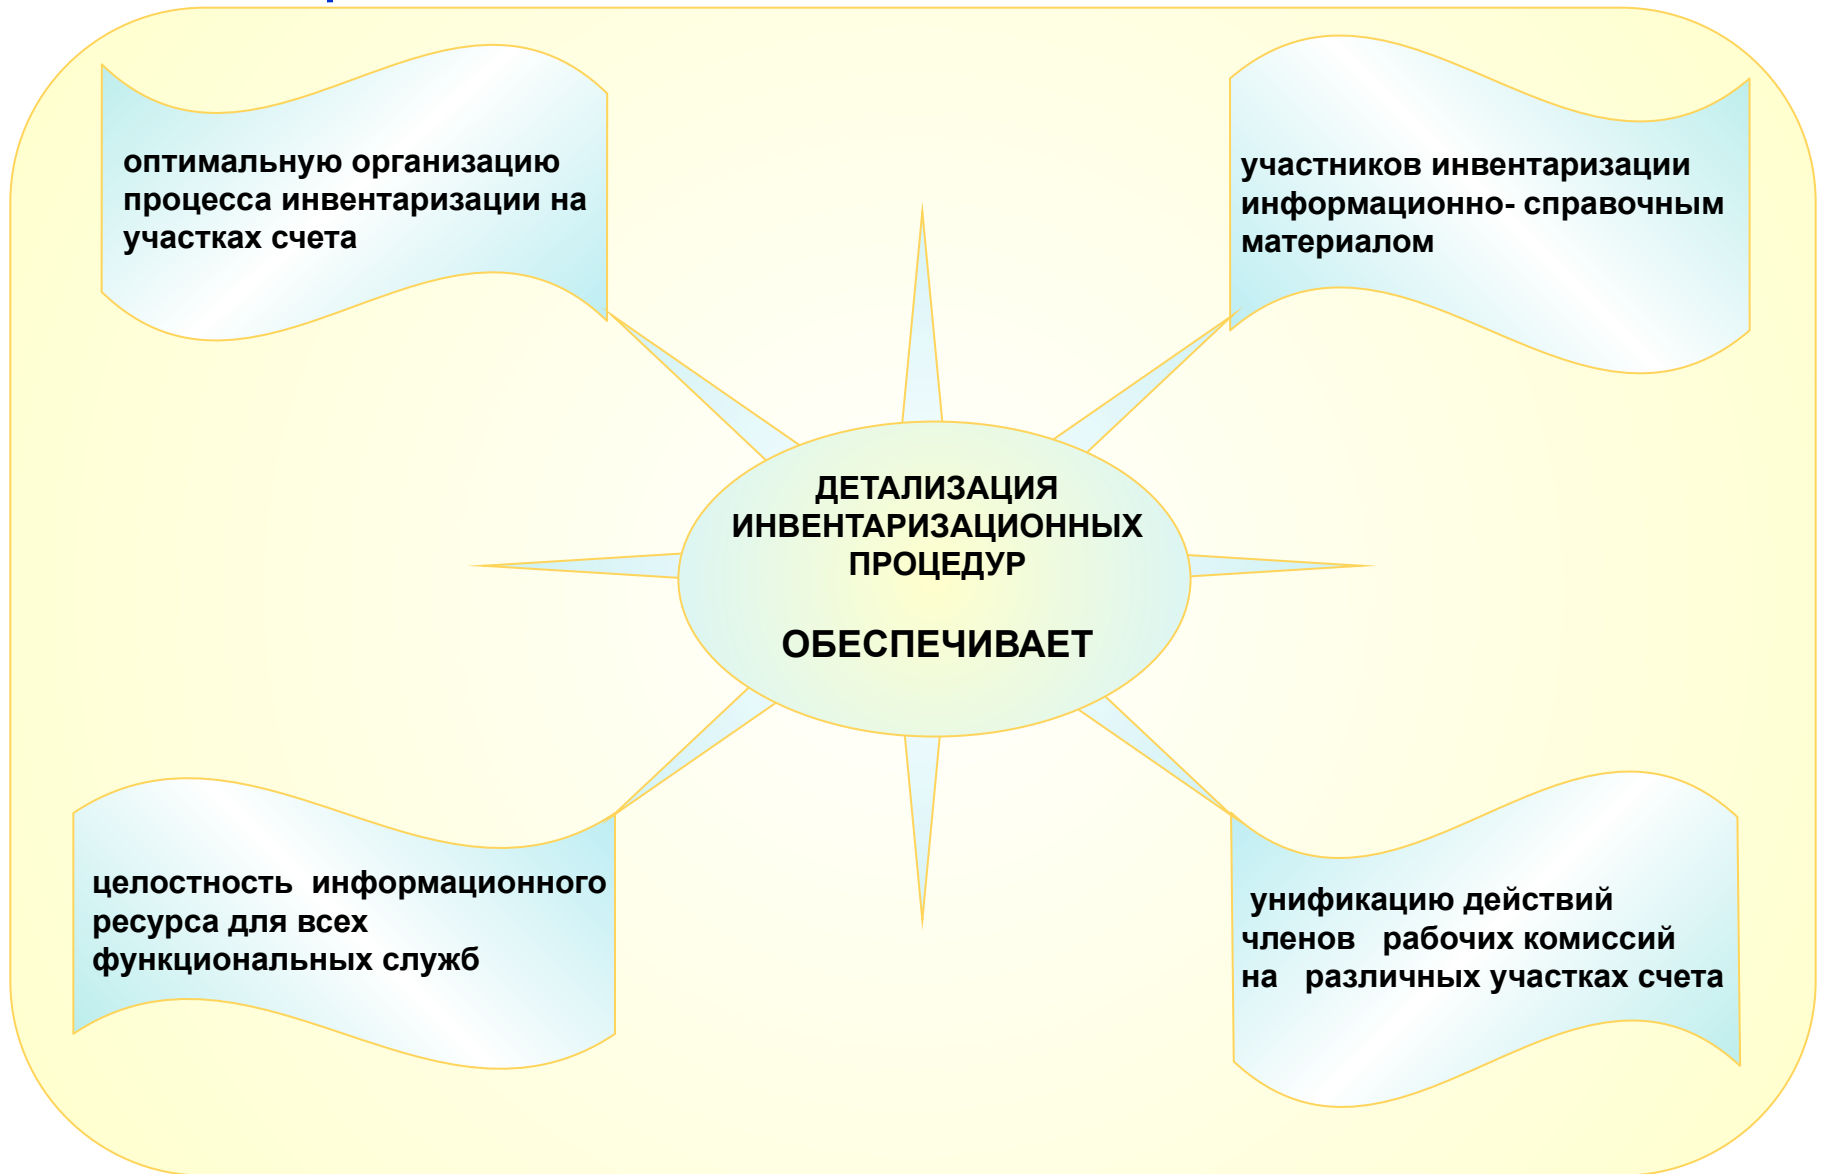 оптимальную организацию
процесса инвентаризации на
участках счета
участников инвентаризации
информационно- справочным
материалом
ДЕТАЛИЗАЦИЯ
ИНВЕНТАРИЗАЦИОННЫХ
ПРОЦЕДУР
ОБЕСПЕЧИВАЕТ
целостность информационного
ресурса для всех
функциональных служб
унификацию действий
членов рабочих комиссий
на различных участках счета